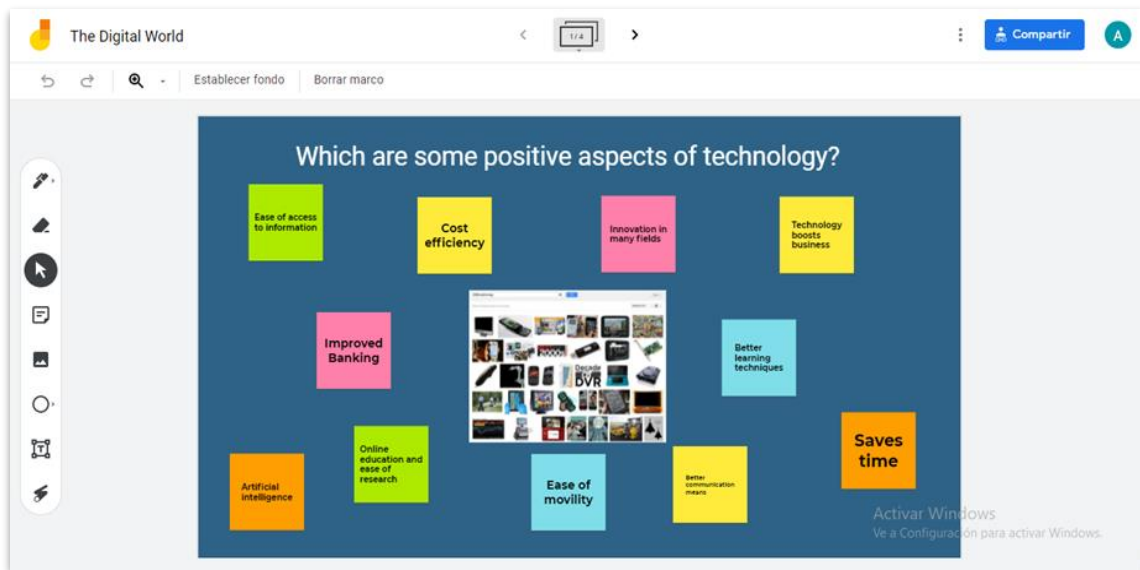 The Digital World
1/4
Compartir
A
Establecer fondo
Borrar marco
Which are some positive aspects of technology?
Ease of access
to information
Cost
efficiency
Innovation in
many fields
Technology
boosts
business
Improved
Banking
Decade
DVR
Better
learning
techniques
Online
education and
ease of
research
Saves
time
Artificial
intelligence
Ease of
movility
Better
communication
means
Activar Windows
Ve a Configuración para activar Windows.